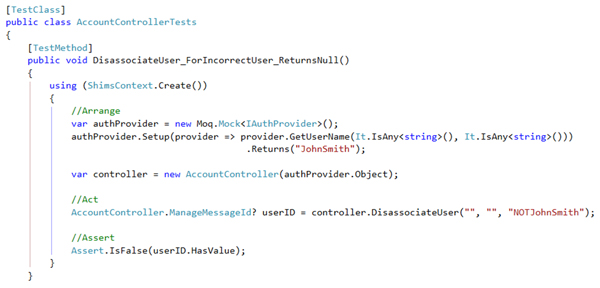 [TestClass]
public class AccountControllerTests
{
[TestMethod]
public void DisassociateUser_ForIncorrectUser_ReturnsNull()
{
using (ShimsContext.Create())
{
//Arrange
var authProvider = new Moq.Mock<IAuthProvider>();
authProvider.Setup(provider => provider.GetUserName(It.IsAny<string>(), It.IsAny<string>()))
.Returns("JohnSmith");
var controller = new AccountController(authProvider.Object);
//Act
AccountController.ManageMessageId? userID = controller.DisassociateUser("", "", "NOTJohnSmith");
//Assert
Assert.IsFalse(userID.HasValue);
}
}